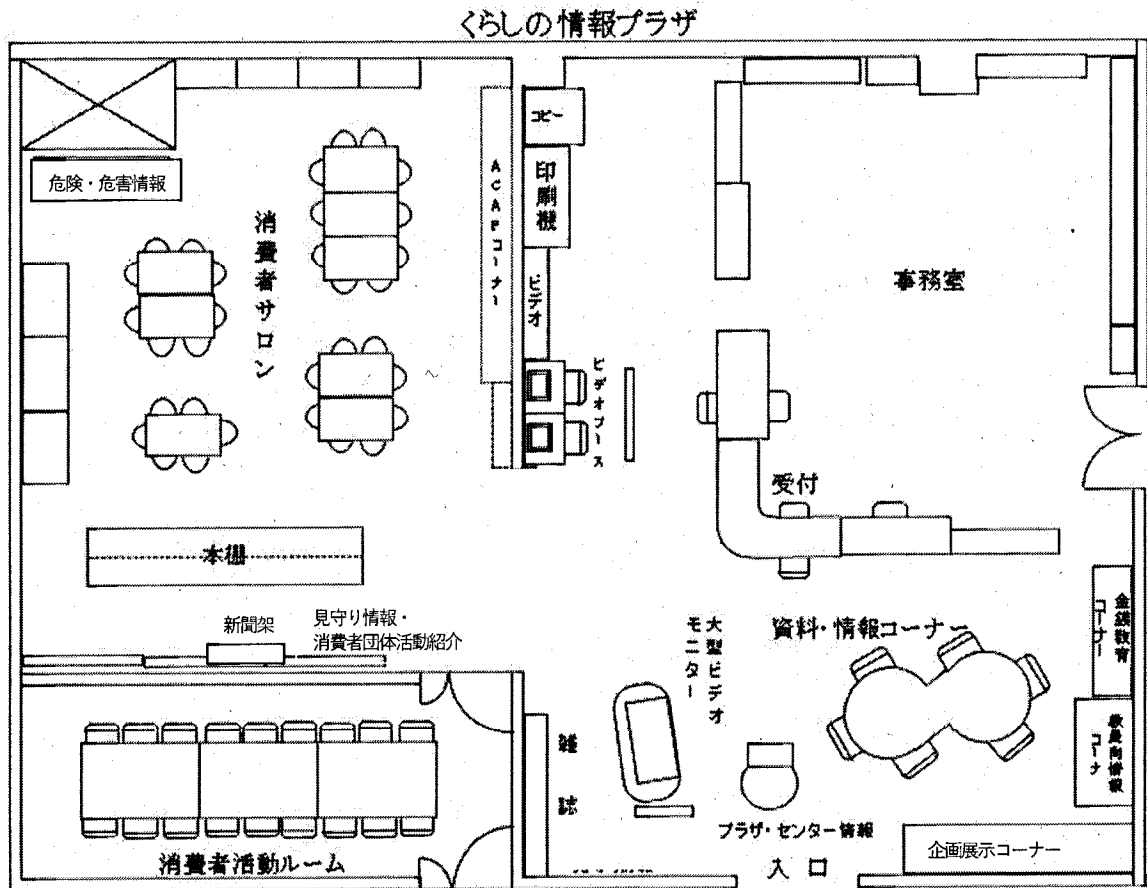 くらしの情報プラザ
コピー
印刷機
ビデオ
ビデオブース
ACAPコーナー
危険・危害情報
消費者サロン
事務室
受付
本棚
新聞架
見守り情報・
消費者団体活動紹介
大型ビデオ
モニター
資料・情報コーナー
金銭教育
コーナー
教員向情報
コーナ
雑誌
プラザ・センター情報
企画展示コーナー
消費者活動ルーム
入口